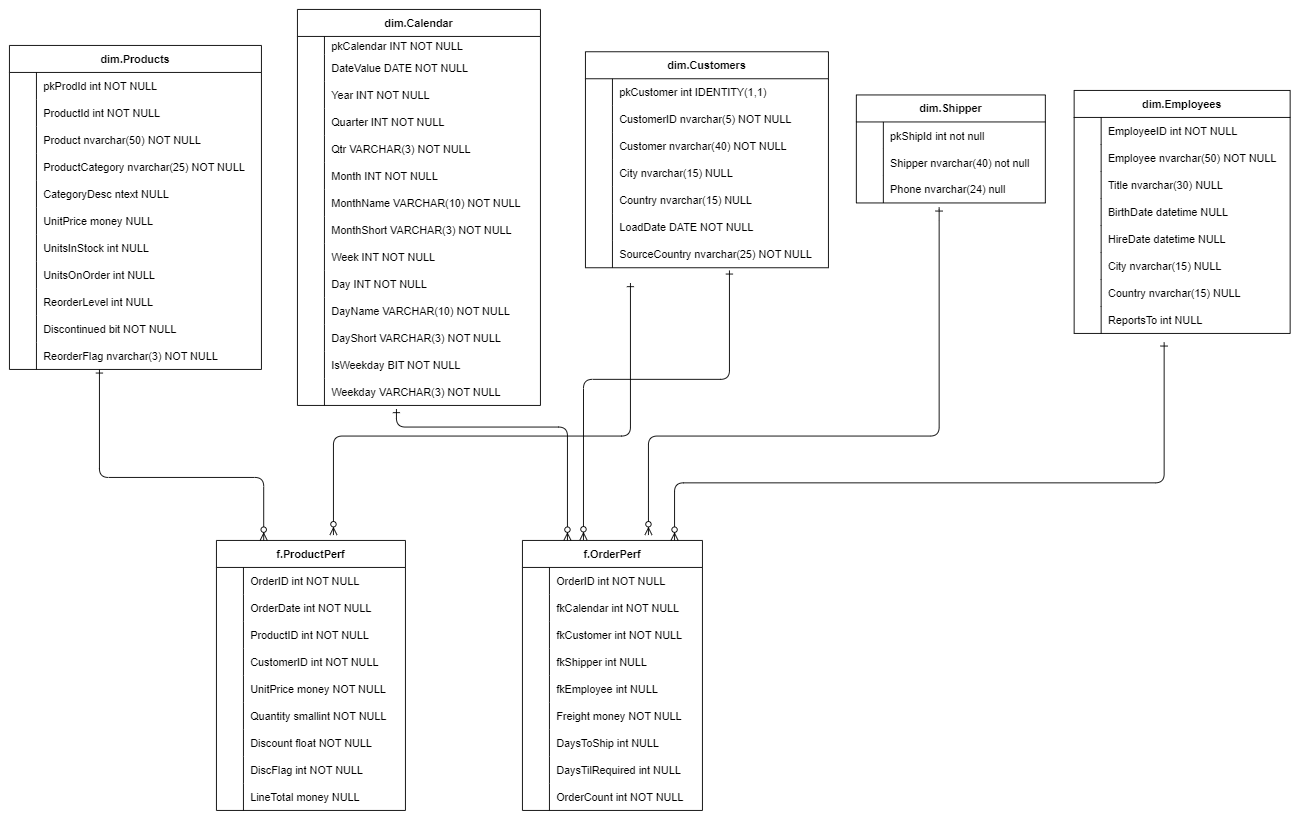 dim.Products
pkProdId int NOT NULL
ProductId int NOT NULL
Product nvarchar(50) NOT NULL
ProductCategory nvarchar(25) NOT NULL
CategoryDesc ntext NULL
UnitPrice money NULL
UnitsInStock int NULL
UnitsOnOrder int NULL
ReorderLevel int NULL
Discontinued bit NOT NULL
ReorderFlag nvarchar(3) NOT NULL
dim.Calendar
pkCalendar INT NOT NULL
DateValue DATE NOT NULL
Year INT NOT NULL
Quarter INT NOT NULL
Qtr VARCHAR(3) NOT NULL
Month INT NOT NULL
MonthName VARCHAR(10) NOT NULL
MonthShort VARCHAR(3) NOT NULL
Week INT NOT NULL
Day INT NOT NULL
DayName VARCHAR(10) NOT NULL
DayShort VARCHAR(3) NOT NULL
IsWeekday BIT NOT NULL
Weekday VARCHAR(3) NOT NULL
dim.Customers
pkCustomer int IDENTITY(1,1)
CustomerID nvarchar(5) NOT NULL
Customer nvarchar(40) NOT NULL
City nvarchar(15) NULL
Country nvarchar(15) NULL
LoadDate DATE NOT NULL
SourceCountry nvarchar(25) NOT NULL
dim.Shipper
pkShipId int not null
Shipper nvarchar(40) not null
Phone nvarchar(24) null
dim.Employees
EmployeeID int NOT NULL
Employee nvarchar(50) NOT NULL
Title nvarchar(30) NULL
BirthDate datetime NULL
HireDate datetime NULL
City nvarchar(15) NULL
Country nvarchar(15) NULL
ReportsTo int NULL
f.ProductPerf
OrderID int NOT NULL
OrderDate int NOT NULL
ProductID int NOT NULL
CustomerID int NOT NULL
UnitPrice money NOT NULL
Quantity smallint NOT NULL
Discount float NOT NULL
DiscFlag int NOT NULL
LineTotal money NULL
f.OrderPerf
OrderID int NOT NULL
fkCalendar int NOT NULL
fkCustomer int NOT NULL
fkShipper int NULL
fkEmployee int NULL
Freight money NOT NULL
DaysToShip int NULL
DaysTilRequired int NULL
OrderCount int NOT NULL